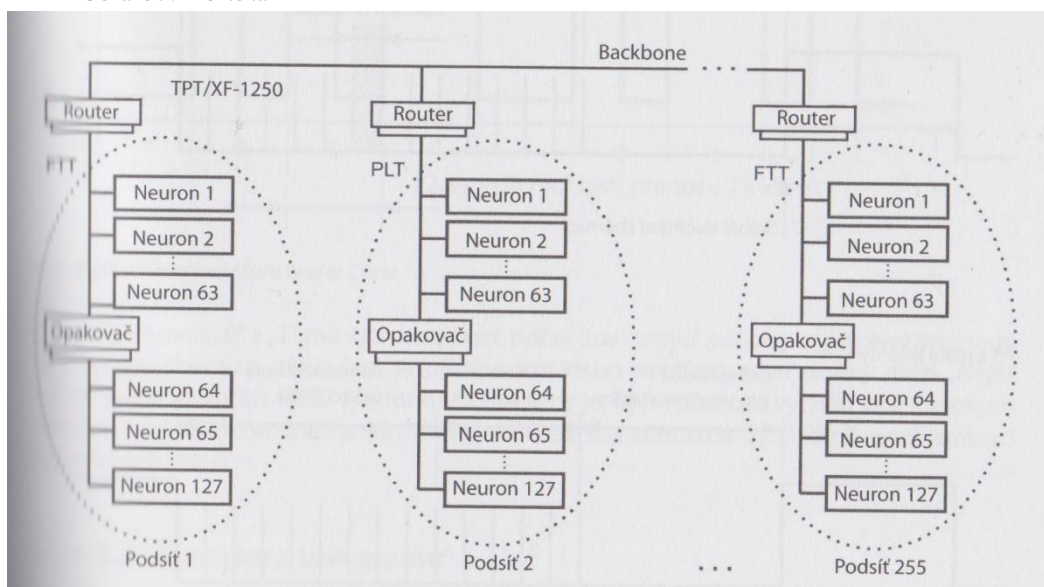 Backbone ...
TPT/XF-1250
Router
Router
Router
FTT
PLT
FTT
Neuron 1
Neuron 2
Neuron 63
Opakovač
Neuron 64
Neuron 65
Neuron 127
Podsíť 1
Neuron 1
Neuron 2
Neuron 63
Opakovač
Neuron 64
Neuron 65
Neuron 127
Podsíť 2
...
Neuron 1
Neuron 2
Neuron 63
Opakovač
Neuron 64
Neuron 65
Neuron 127
Podsíť 255